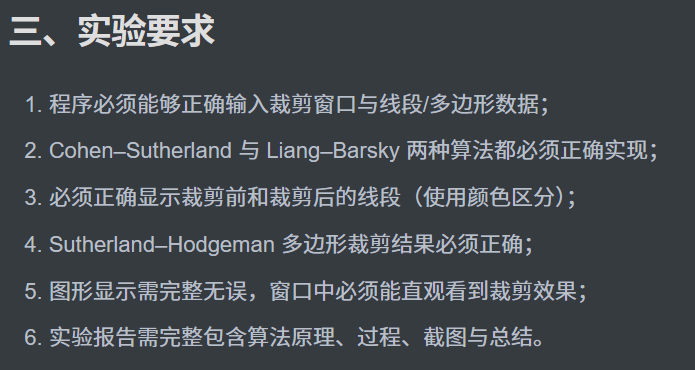 三、实验要求
1. 程序必须能够正确输入裁剪窗口与线段/多边形数据；
2. Cohen–Sutherland 与 Liang–Barsky 两种算法都必须正确实现；
3. 必须正确显示裁剪前和裁剪后的线段（使用颜色区分）；
4. Sutherland–Hodgeman 多边形裁剪结果必须正确；
5. 图形显示需完整无误，窗口中必须能直观看到裁剪效果；
6. 实验报告需完整包含算法原理、过程、截图与总结。